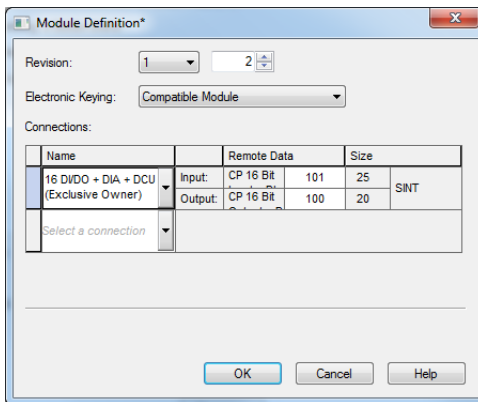 Module Definition*
Revision: 1 2
Electronic Keying: Compatible Module
Connections:
Name Remote Data Size
16 DI/DO + DIA + DCU (Exclusive Owner) Input: CP 16 Bit 101 25 SINT
Output: CP 16 Bit 100 20
Select a connection
OK Cancel Help